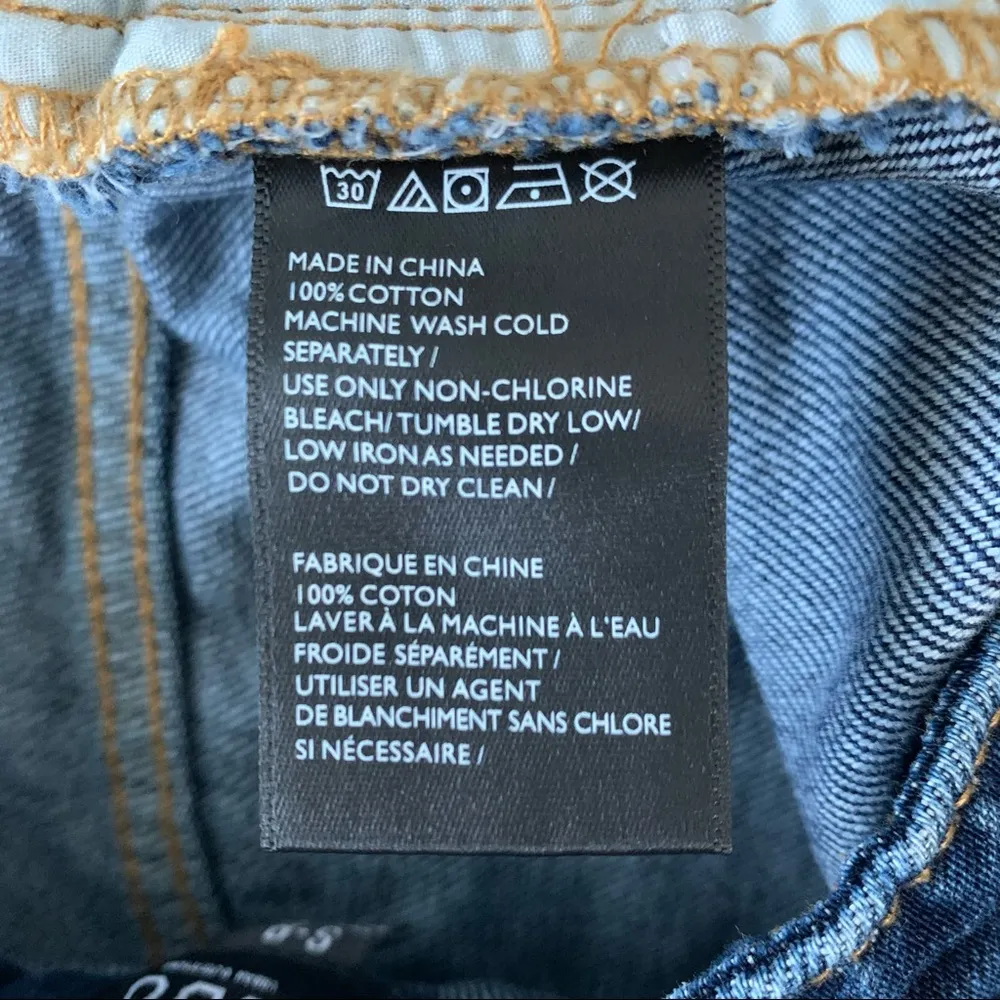 30
MADE IN CHINA
100% COTTON
MACHINE WASH COLD
SEPARATELY /
USE ONLY NON-CHLORINE
BLEACH/ TUMBLE DRY LOW/
LOW IRON AS NEEDED /
DO NOT DRY CLEAN /
FABRIQUE EN CHINE
100% COTON
LAVER À LA MACHINE À L'EAU
FROIDE SÉPARÉMENT /
UTILISER UN AGENT
DE BLANCHIMENT SANS CHLORE
SI NÉCESSAIRE /